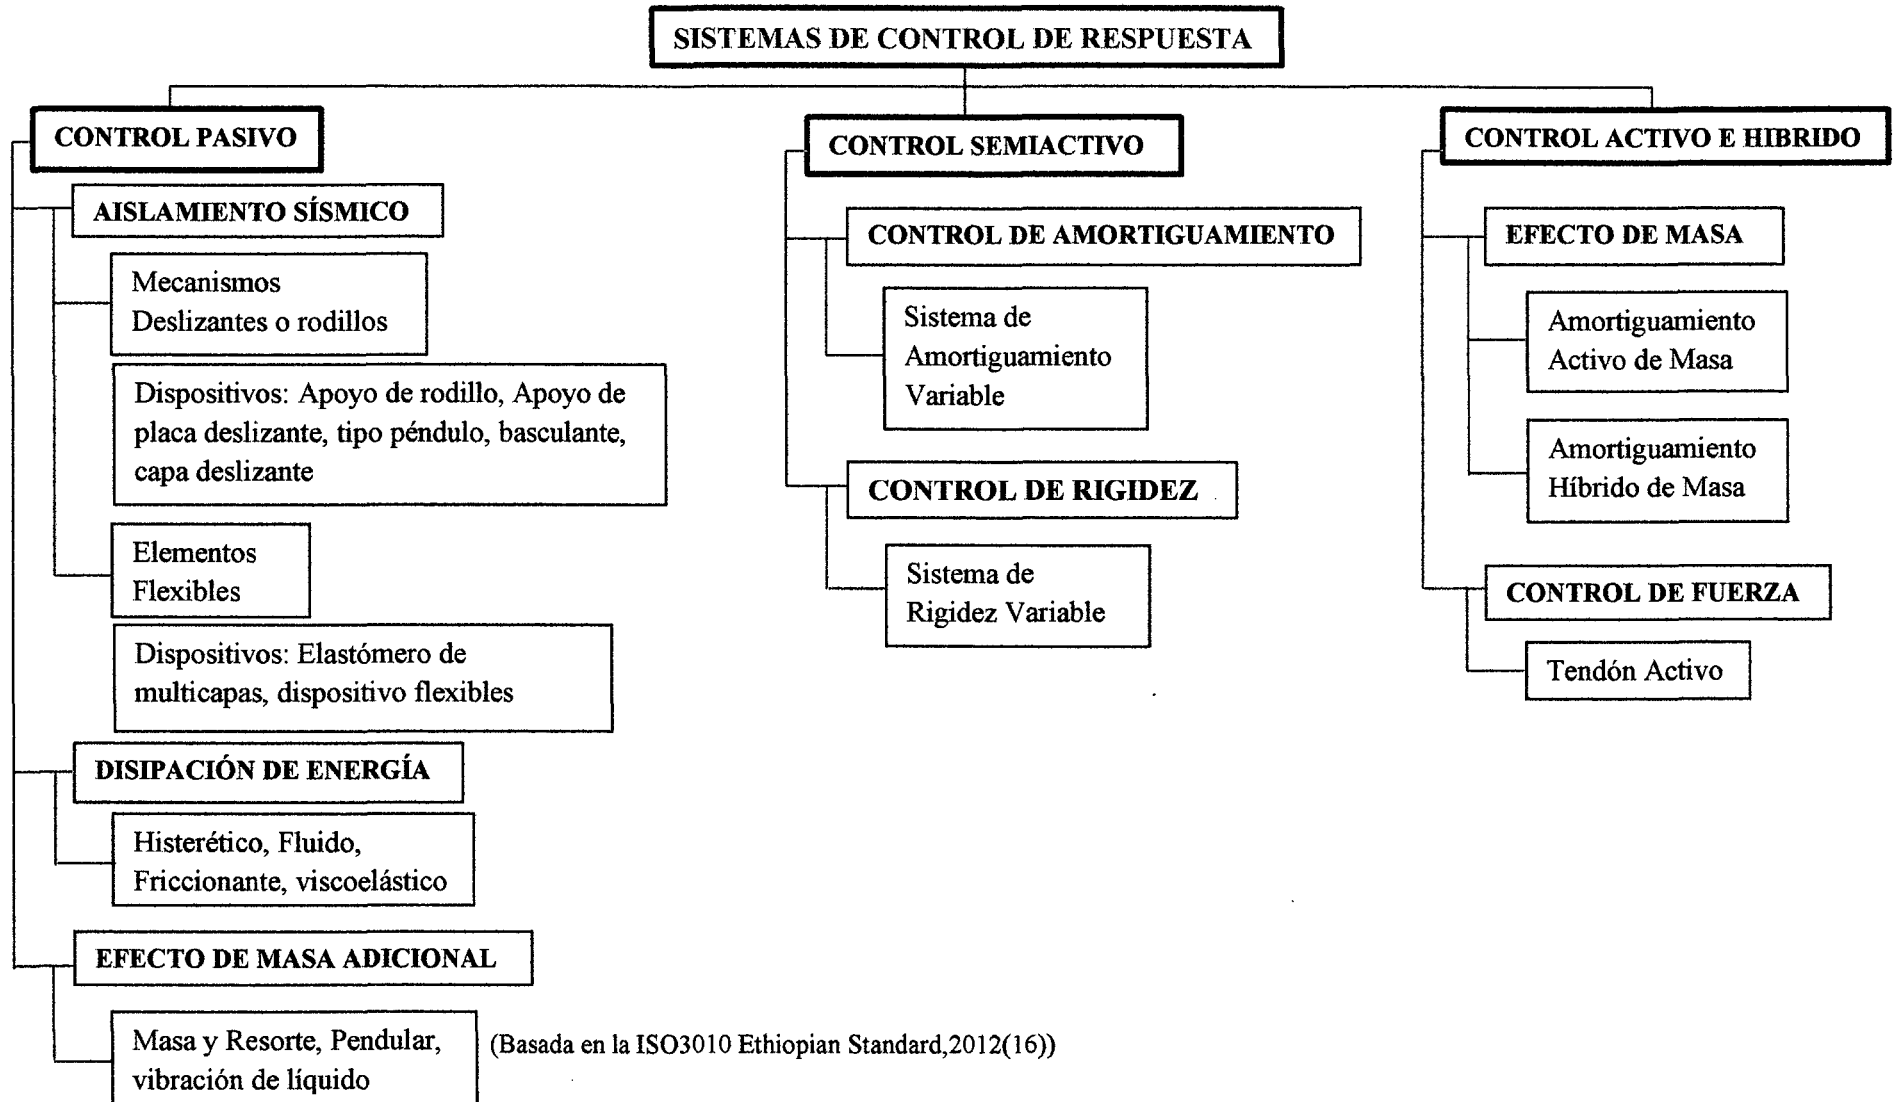 SISTEMAS DE CONTROL DE RESPUESTA
CONTROL PASIVO
AISLAMIENTO SÍSMICO
Mecanismos
Deslizantes o rodillos
Dispositivos: Apoyo de rodillo, Apoyo de
placa deslizante, tipo péndulo, basculante,
capa deslizante
Elementos
Flexibles
Dispositivos: Elastómero de
multicapas, dispositivo flexibles
DISIPACIÓN DE ENERGÍA
Histerético, Fluido,
Friccionante, viscoelástico
EFECTO DE MASA ADICIONAL
Masa y Resorte, Pendular,
vibración de líquido
(Basada en la ISO3010 Ethiopian Standard,2012(16))
CONTROL SEMIACTIVO
CONTROL DE AMORTIGUAMIENTO
Sistema de
Amortiguamiento
Variable
CONTROL DE RIGIDEZ
Sistema de
Rigidez Variable
CONTROL ACTIVO E HIBRIDO
EFECTO DE MASA
Amortiguamiento
Activo de Masa
Amortiguamiento
Híbrido de Masa
CONTROL DE FUERZA
Tendón Activo